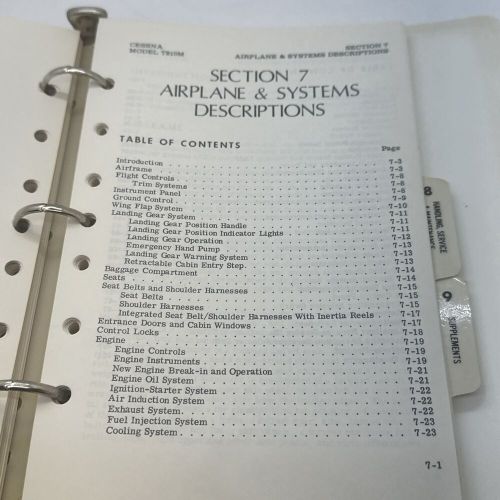 CESSNA SECTION 7
MODEL T210M AIRPLANE & SYSTEMS DESCRIPTIONS
SECTION 7
AIRPLANE & SYSTEMS
DESCRIPTIONS
TABLE OF CONTENTS
Page
Introduction 7-3
Airframe 7-3
Flight Controls 7-8
Trim Systems 7-8
Instrument Panel 7-8
Ground Control 7-9
Wing Flap System 7-10
Landing Gear System 7-11
Landing Gear Position Handle 7-11
Landing Gear Position Indicator Lights 7-11
Landing Gear Operation 7-12
Emergency Hand Pump 7-13
Landing Gear Warning System 7-13
Retractable Cabin Entry Step 7-13
Baggage Compartment 7-14
Seats 7-14
Seat Belts and Shoulder Harnesses 7-15
Seat Belts 7-15
Shoulder Harnesses 7-15
Integrated Seat Belt/Shoulder Harnesses With Inertia Reels 7-17
Entrance Doors and Cabin Windows 7-17
Control Locks 7-18
Engine 7-19
Engine Controls 7-19
Engine Instruments 7-19
New Engine Break-in and Operation 7-21
Engine Oil System 7-21
Ignition-Starter System 7-22
Air Induction System 7-22
Exhaust System 7-22
Fuel Injection System 7-23
Cooling System 7-23
7-1
8
HANDLING, SERVICE
& MAINTENANCE
9
SUPPLEMENTS